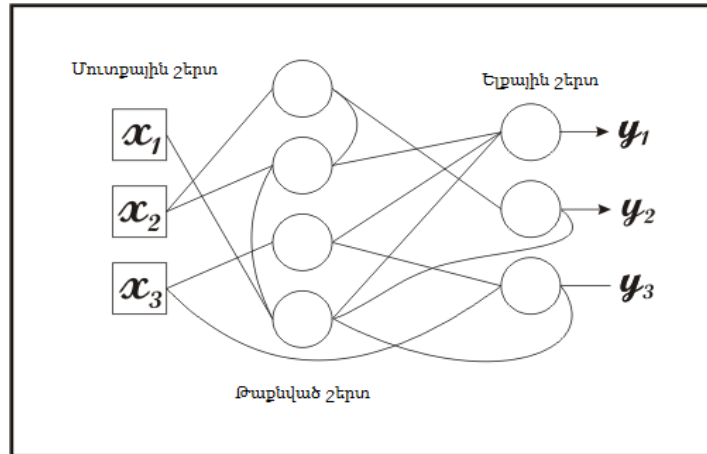 Մուտքային շերտ
Ելքային շերտ
x₁
y₁
x₂
y₂
x₃
y₃
Թաքնված շերտ